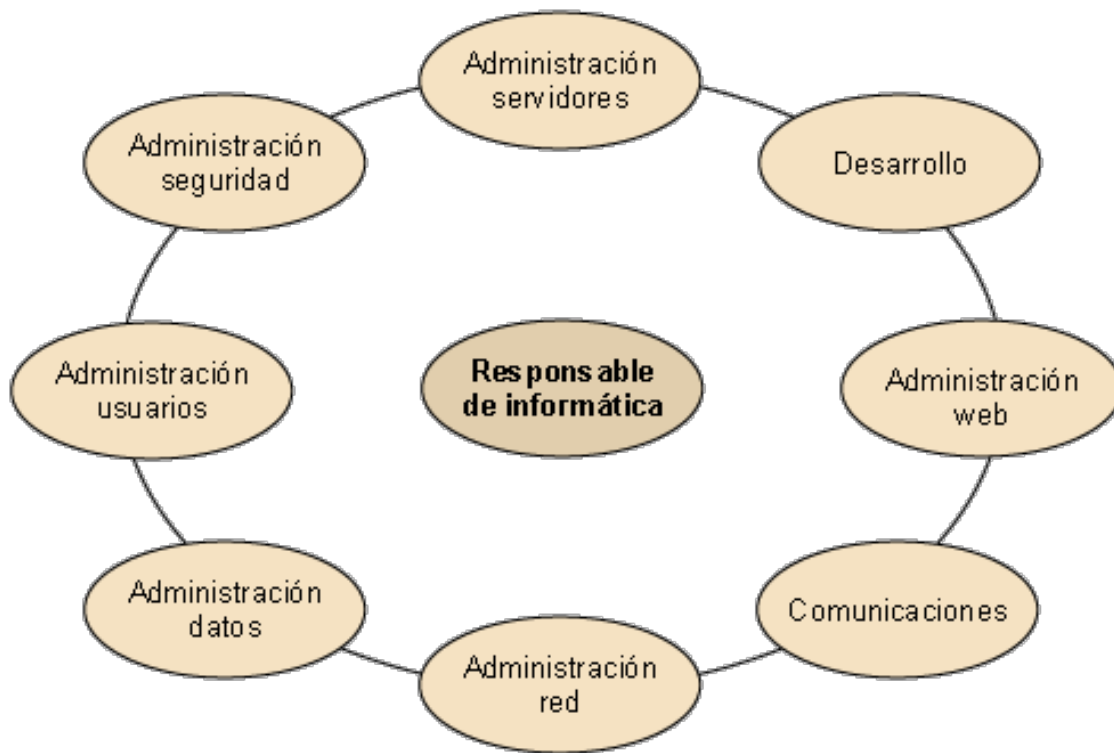 Administración
servidores
Desarrollo
Administración
web
Comunicaciones
Administración
red
Administración
datos
Administración
usuarios
Administración
seguridad
Responsable
de informática